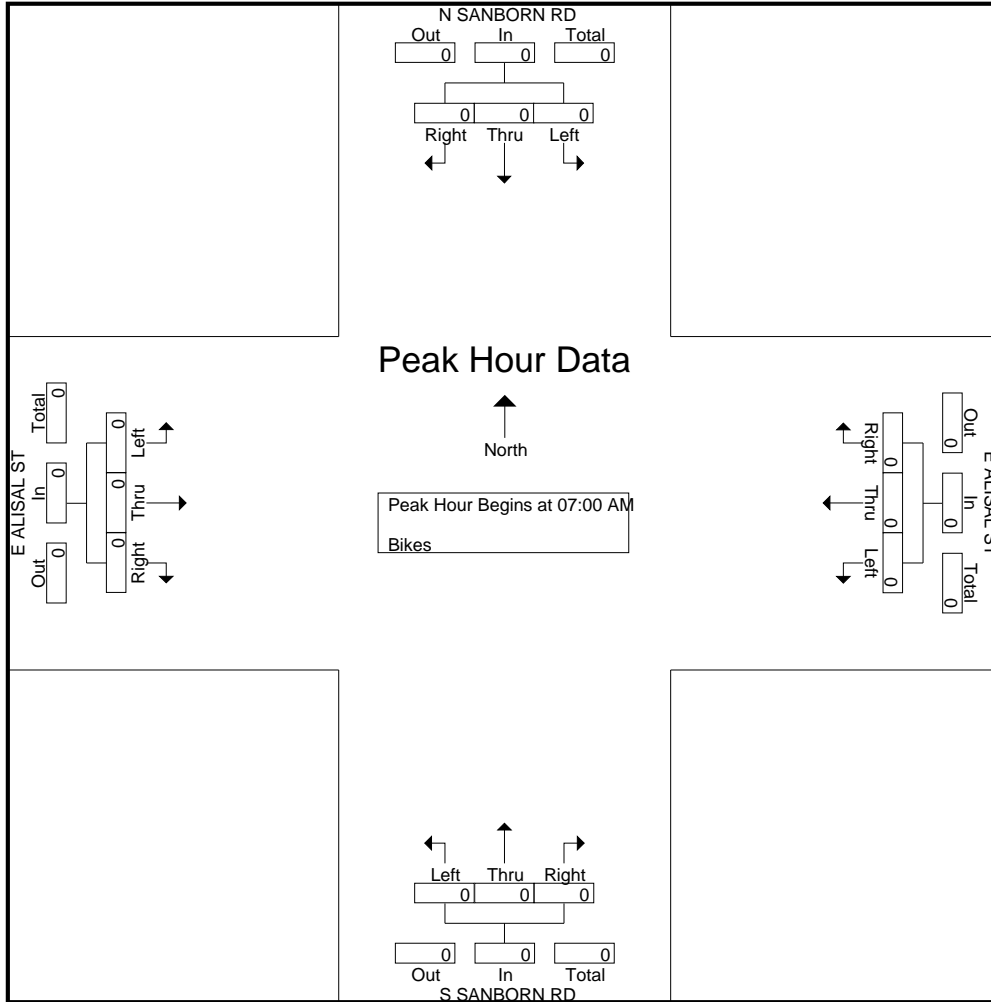 N SANBORN RD
Out In Total
0 0 0
0 0 0
Right Thru Left
Peak Hour Data
North
Peak Hour Begins at 07:00 AM
Bikes
E ALISAL ST
Out In Total
0 0 0
Left Thru Right
0 0 0
E ALISAL ST
Out In Total
0 0 0
Right Thru Left
0 0 0
Left Thru Right
0 0 0
0 0 0
Out In Total
S SANBORN RD